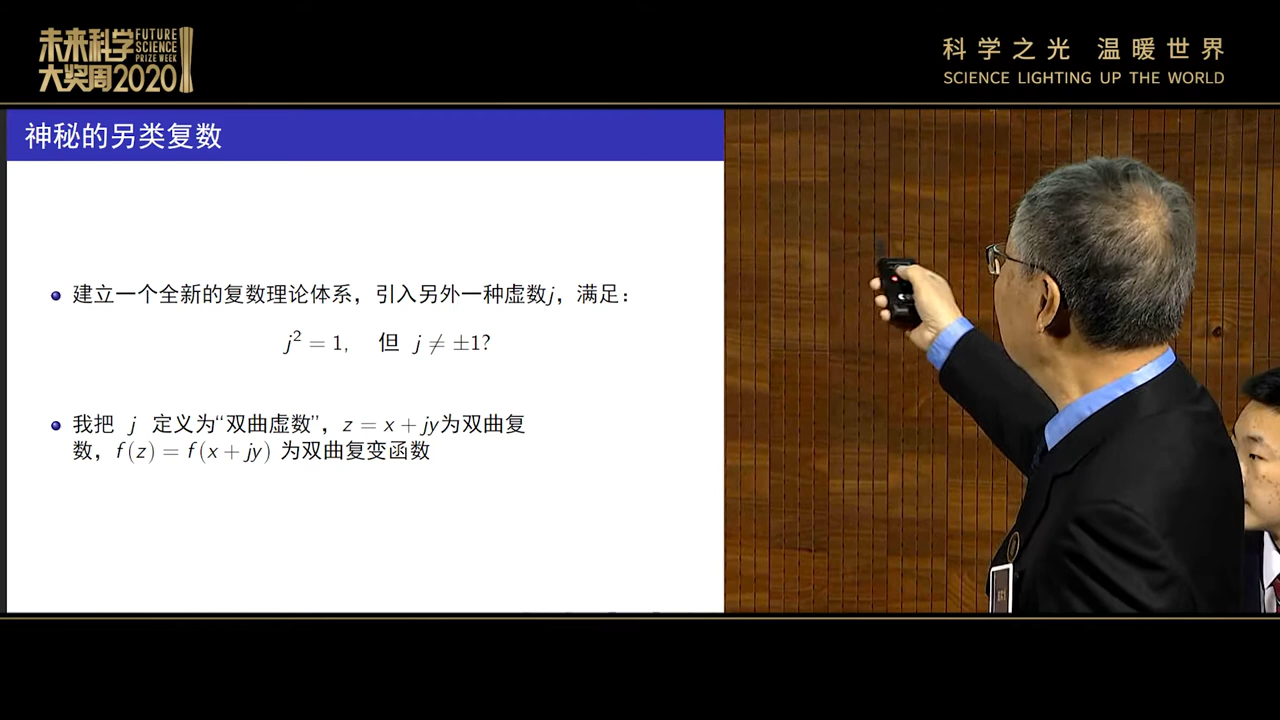 未来科学
大奖周2020
FUTURE
SCIENCE
PRIZE WEEK
科学之光 温暖世界
SCIENCE LIGHTING UP THE WORLD
神秘的另类复数
建立一个全新的复数理论体系，引入另外一种虚数j，满足：
j² = 1, 但 j ≠ ±1?
我把 j 定义为“双曲虚数”，z = x + jy为双曲复
数，f(z) = f(x + jy) 为双曲复变函数